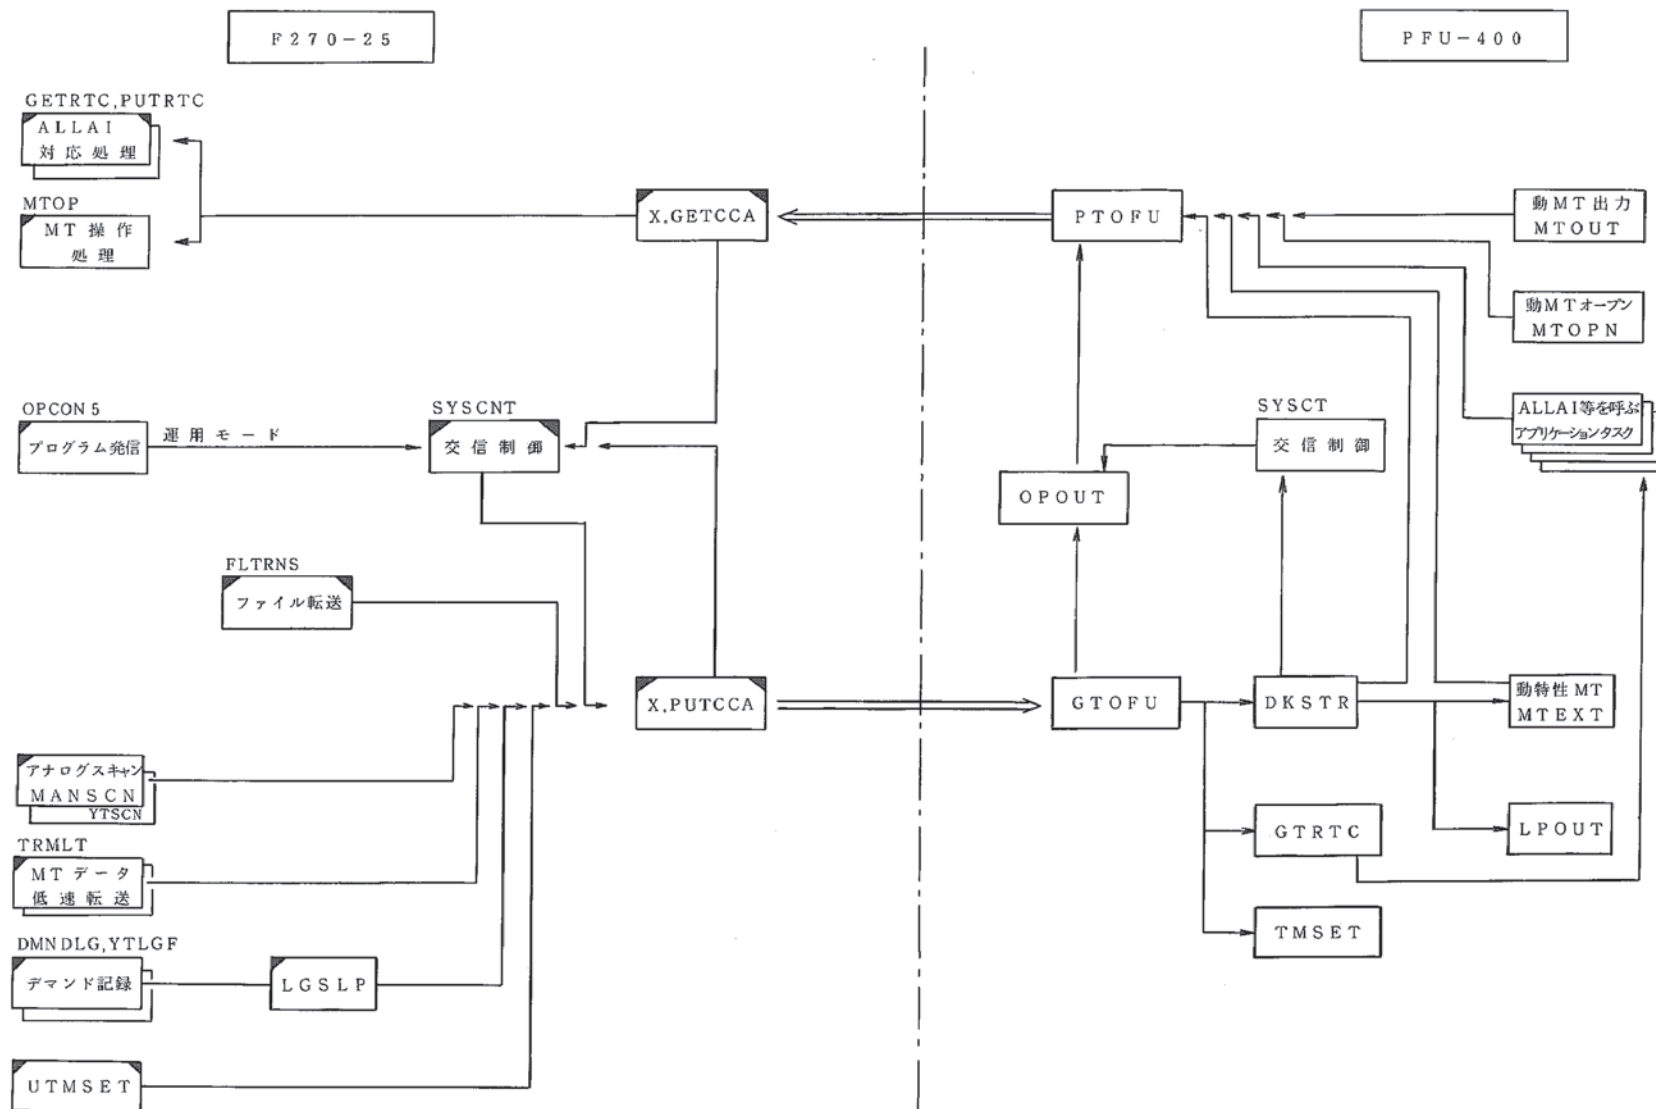 F270-25
PFU-400
GETRTC,PUTRTC
ALLAI
対応処理
MTOP
MT操作
処理
X,GETCCA
PTOFU
動MT出力
MTOUT
動MTオープン
MTOPN
OPCON5
プログラム発信
運用モード
SYSCNT
交信制御
SYSCT
交信制御
ALLAI等を呼ぶ
アプリケーションタスク
OPOUT
FLTRNS
ファイル転送
X,PUTCCA
GTOFU
DKSTR
動特性MT
MTEXT
アナログスキャン
MANSCN
YTSCN
GTRTC
LPOUT
TRMLT
MTデータ
低速転送
TMSET
DMNDLG,YTLGF
デマンド記録
LGSLP
UTMSET